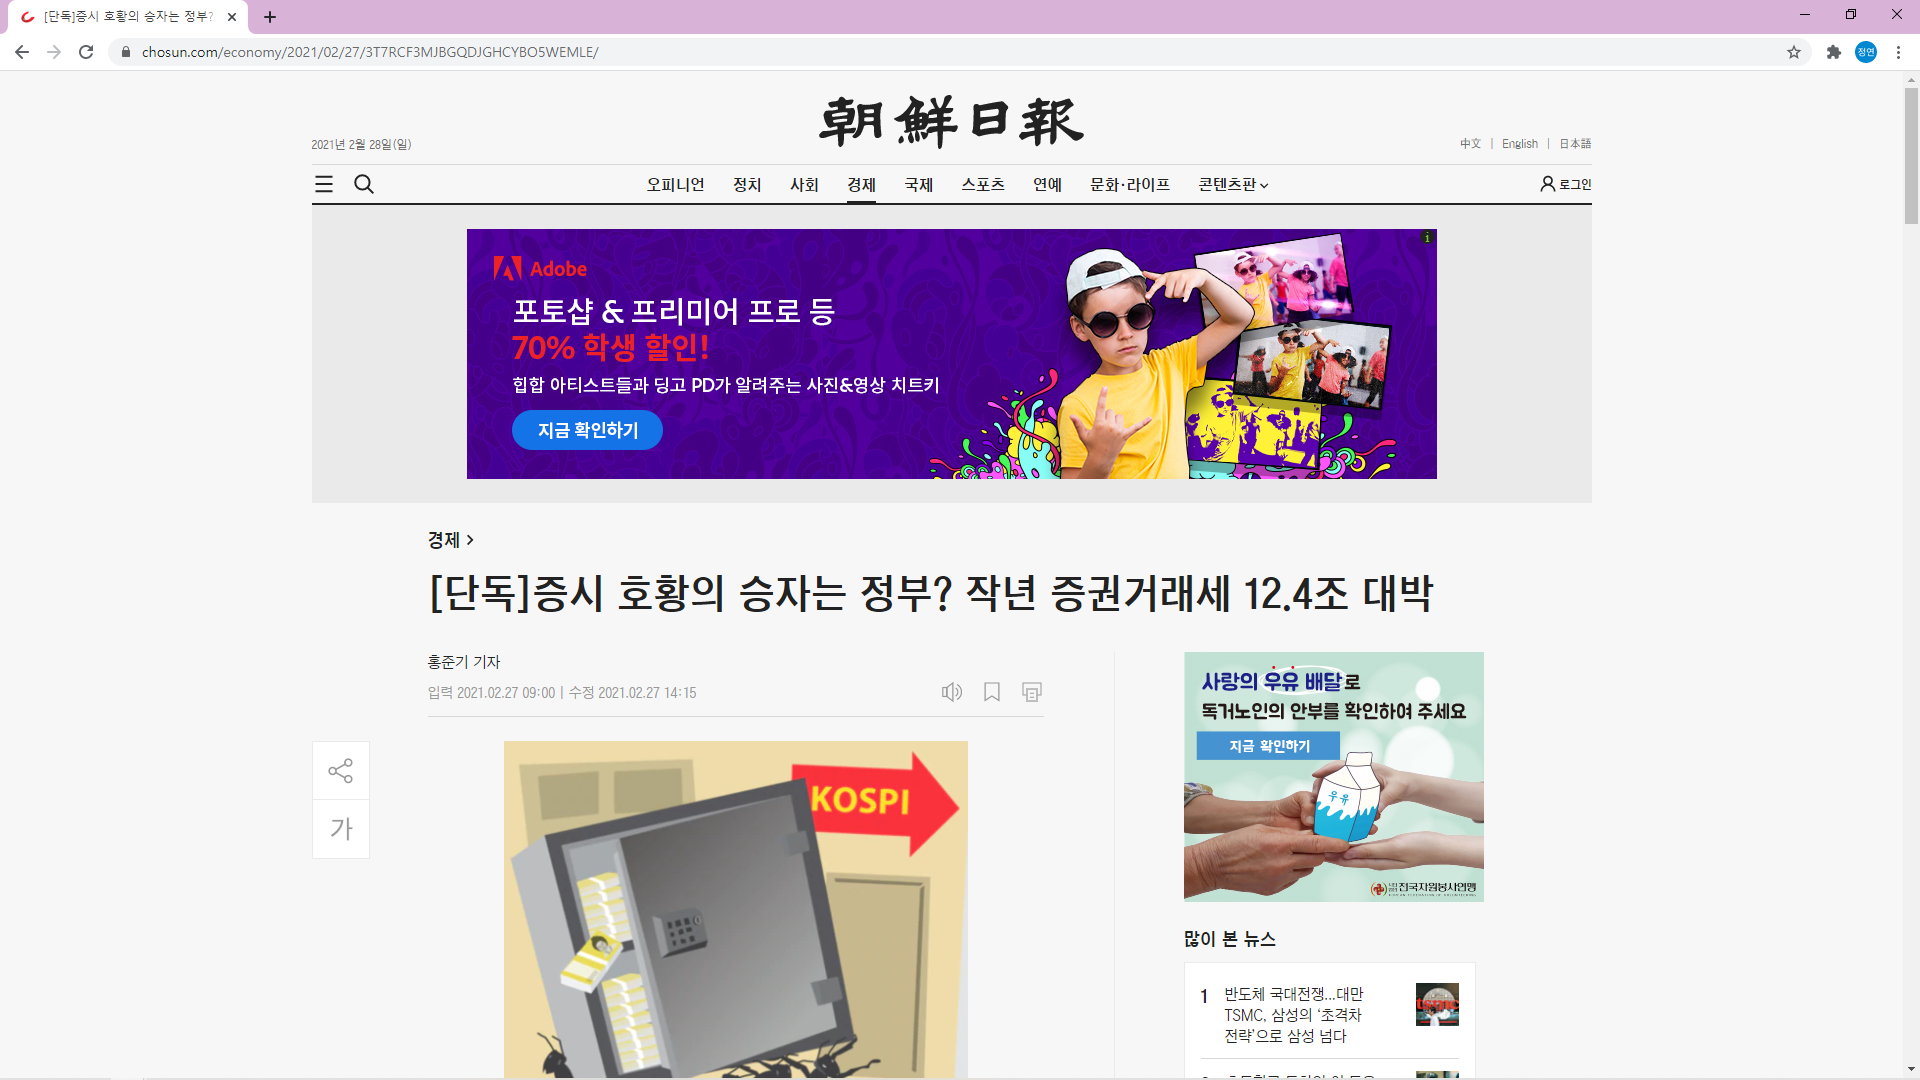 [단독]증시 호황의 승자는 정부?
chosun.com/economy/2021/02/27/3T7RCF3MJBGQDJGHCYBO5WEMLE/
정연
朝鮮日報
2021년 2월 28일(일)
中文 | English | 日本語
오피니언 정치 사회 경제 국제 스포츠 연예 문화·라이프 콘텐츠판
로그인
Adobe
포토샵 & 프리미어 프로 등
70% 학생 할인!
힙합 아티스트들과 딩고 PD가 알려주는 사진&영상 치트키
지금 확인하기
경제 >
[단독]증시 호황의 승자는 정부? 작년 증권거래세 12.4조 대박
홍준기 기자
입력 2021.02.27 09:00 | 수정 2021.02.27 14:15
가
KOSPI
사랑의 우유 배달로
독거노인의 안부를 확인하여 주세요
지금 확인하기
우유
전국자원봉사연맹
많이 본 뉴스
1 반도체 국대전쟁...대만
TSMC, 삼성의 ‘초격차
전략’으로 삼성 넘다